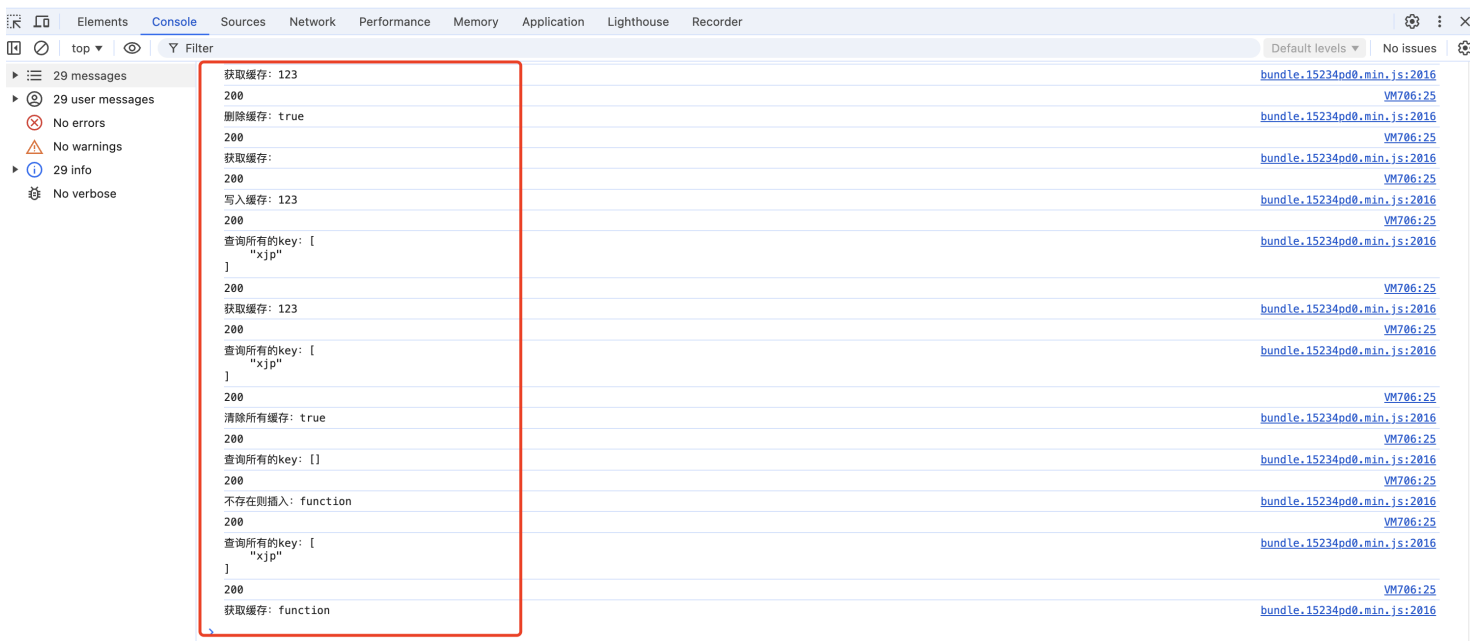 Elements Console Sources Network Performance Memory Application Lighthouse Recorder
top ▼ Filter Default levels ▼ No issues
29 messages
29 user messages
No errors
No warnings
29 info
No verbose
获取缓存: 123 bundle.15234pd0.min.js:2016
200 VM706:25
删除缓存: true bundle.15234pd0.min.js:2016
200 VM706:25
获取缓存: bundle.15234pd0.min.js:2016
200 VM706:25
写入缓存: 123 bundle.15234pd0.min.js:2016
200 VM706:25
查询所有的key: [ bundle.15234pd0.min.js:2016
"xjp"
]
200 VM706:25
获取缓存: 123 bundle.15234pd0.min.js:2016
200 VM706:25
查询所有的key: [ bundle.15234pd0.min.js:2016
"xjp"
]
200 VM706:25
清除所有缓存: true bundle.15234pd0.min.js:2016
200 VM706:25
查询所有的key: [] bundle.15234pd0.min.js:2016
200 VM706:25
不存在则插入: function bundle.15234pd0.min.js:2016
200 VM706:25
查询所有的key: [ bundle.15234pd0.min.js:2016
"xjp"
]
200 VM706:25
获取缓存: function bundle.15234pd0.min.js:2016